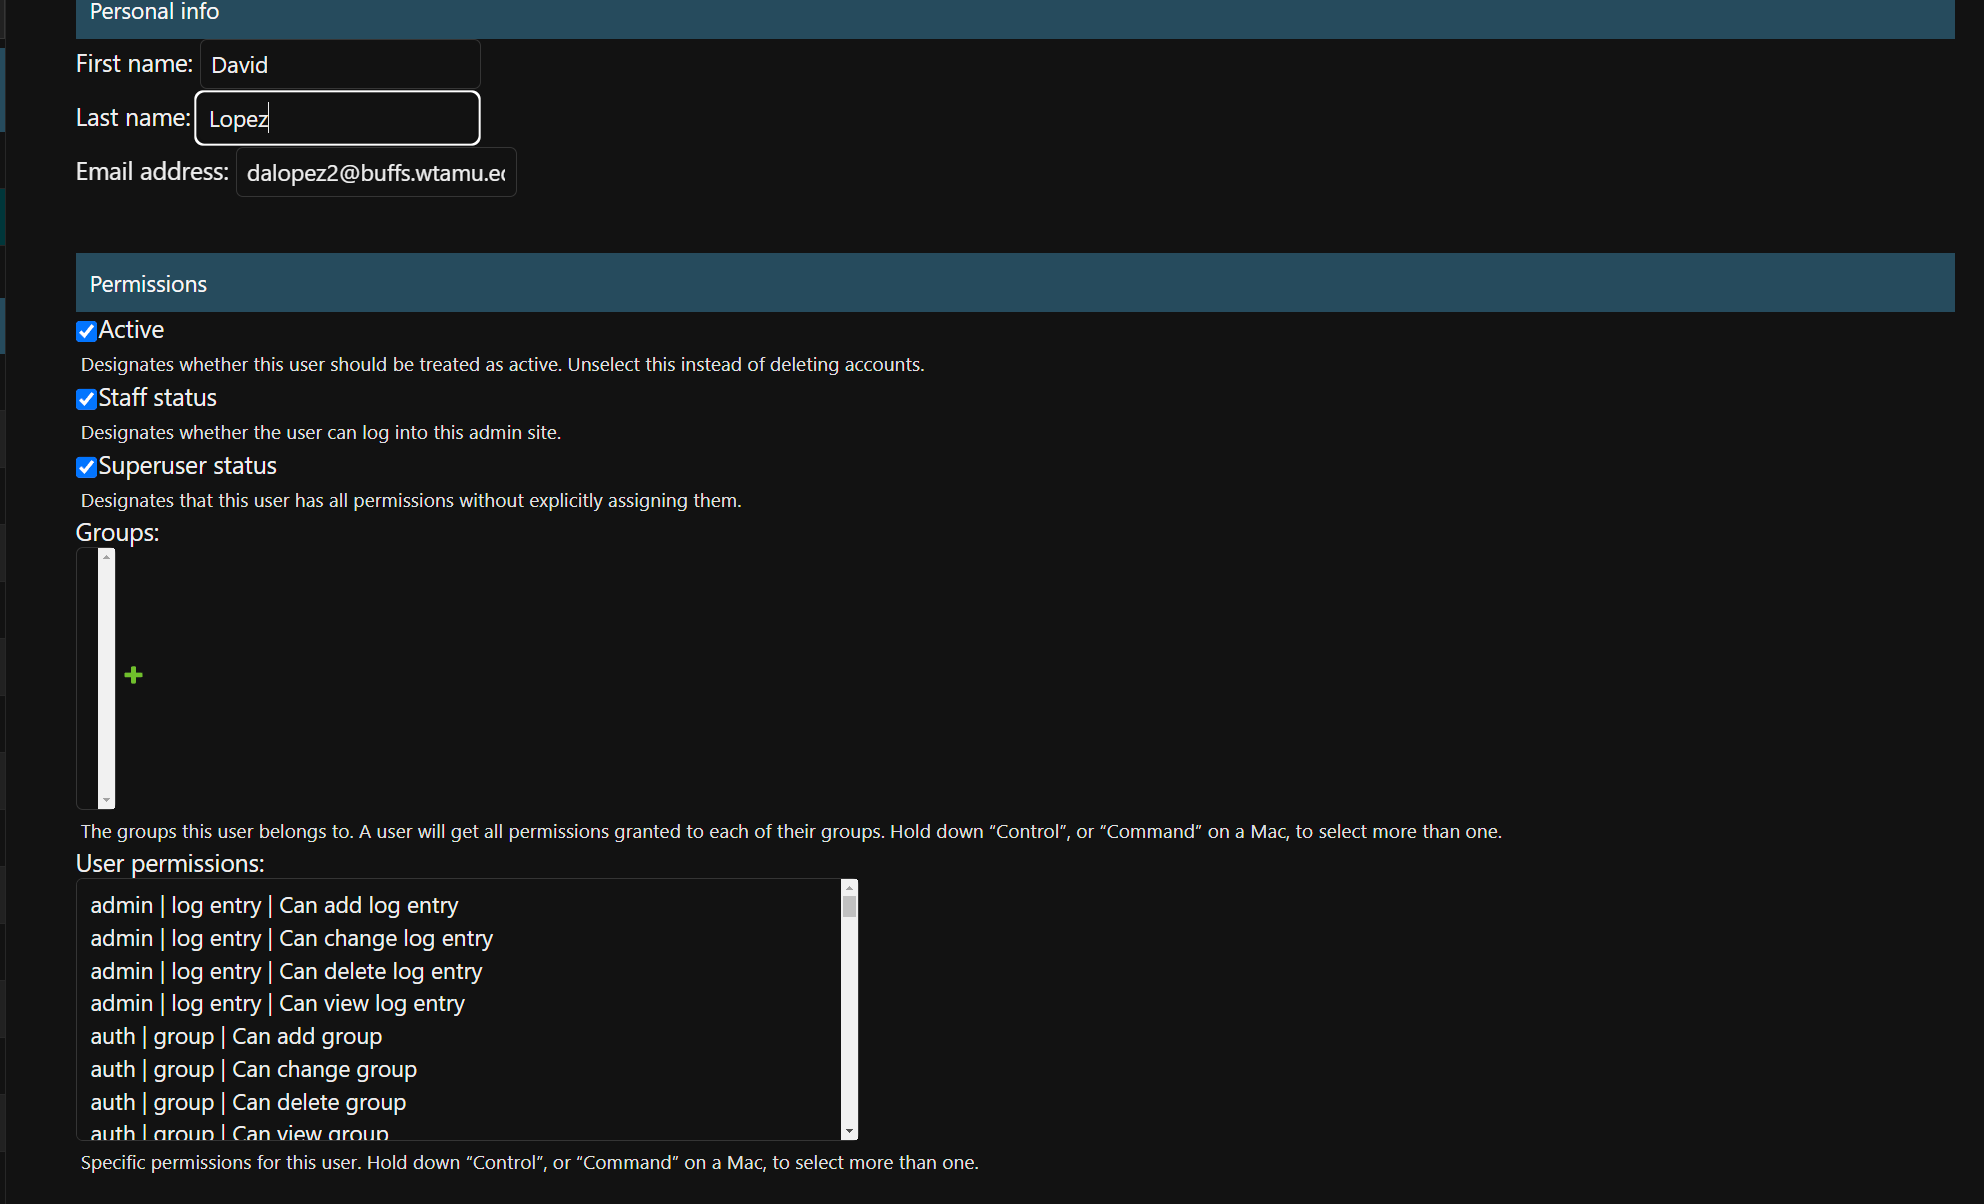 Personal info
First name: David
Last name: Lopez
Email address: dalopez2@buffs.wtamu.e
Permissions
Active
Designates whether this user should be treated as active. Unselect this instead of deleting accounts.
Staff status
Designates whether the user can log into this admin site.
Superuser status
Designates that this user has all permissions without explicitly assigning them.
Groups:
The groups this user belongs to. A user will get all permissions granted to each of their groups. Hold down “Control”, or “Command” on a Mac, to select more than one.
User permissions:
admin | log entry | Can add log entry
admin | log entry | Can change log entry
admin | log entry | Can delete log entry
admin | log entry | Can view log entry
auth | group | Can add group
auth | group | Can change group
auth | group | Can delete group
auth | group | Can view group
Specific permissions for this user. Hold down “Control”, or “Command” on a Mac, to select more than one.